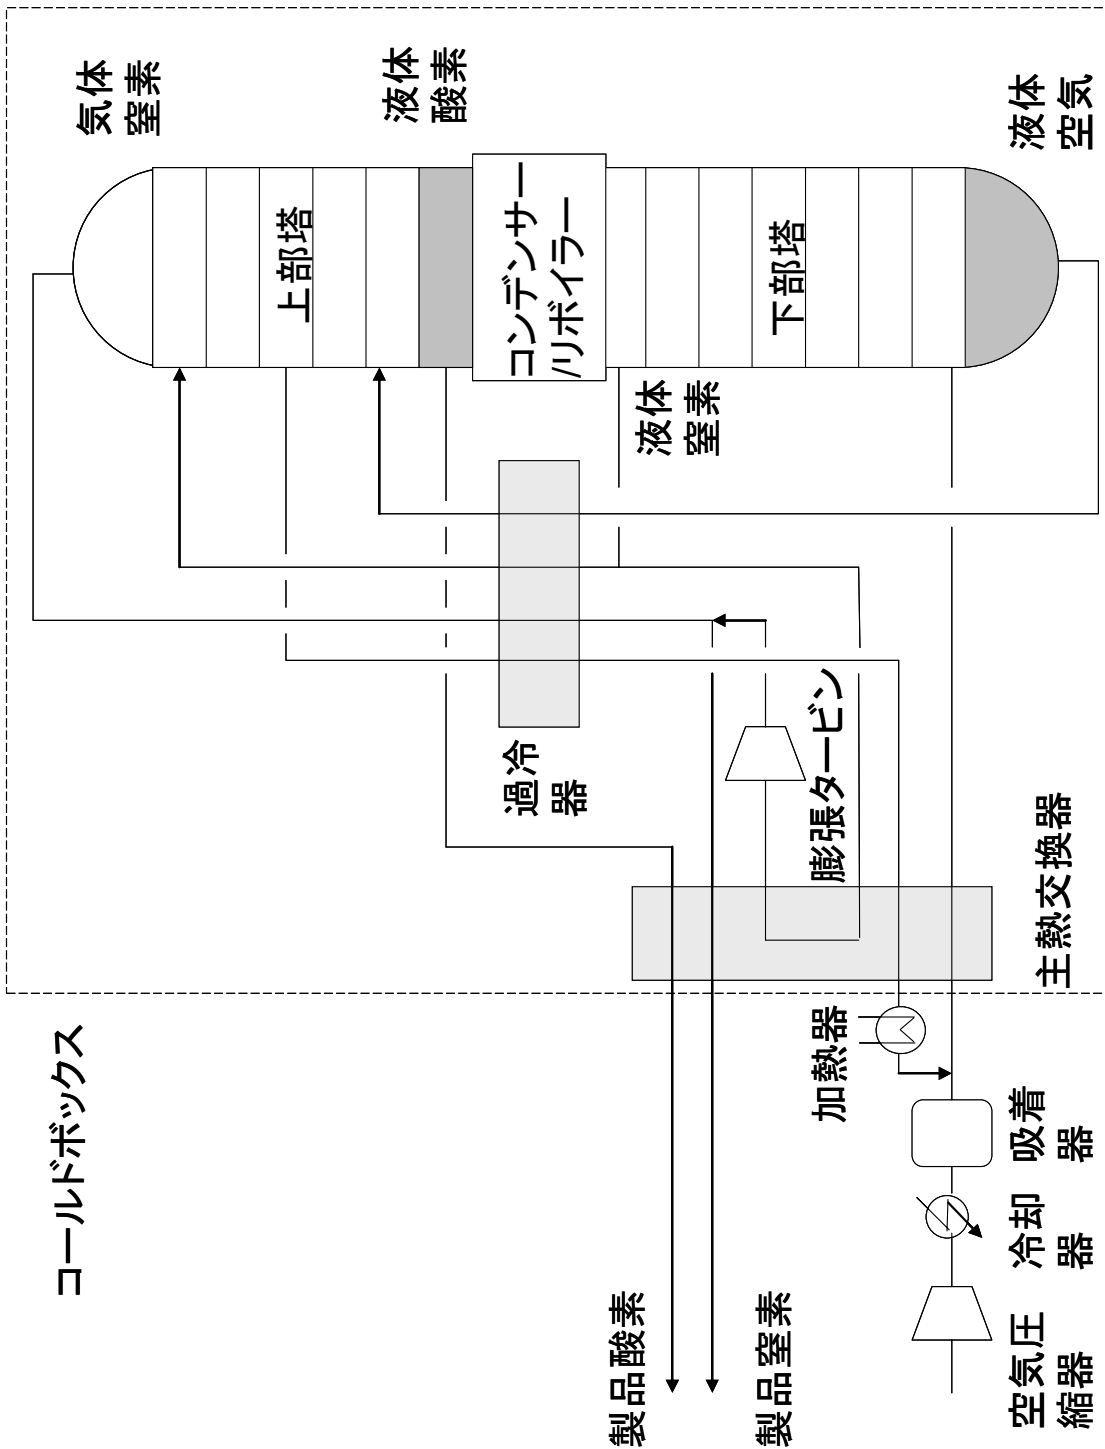 コールドボックス
気体
窒素
液体
酸素
上部塔
コンデンサー
/リボイラー
液体
窒素
下部塔
液体
空気
過冷
器
膨張タービン
主熱交換器
加熱器
製品酸素
製品窒素
空気圧
縮器
冷却
器
吸着
器